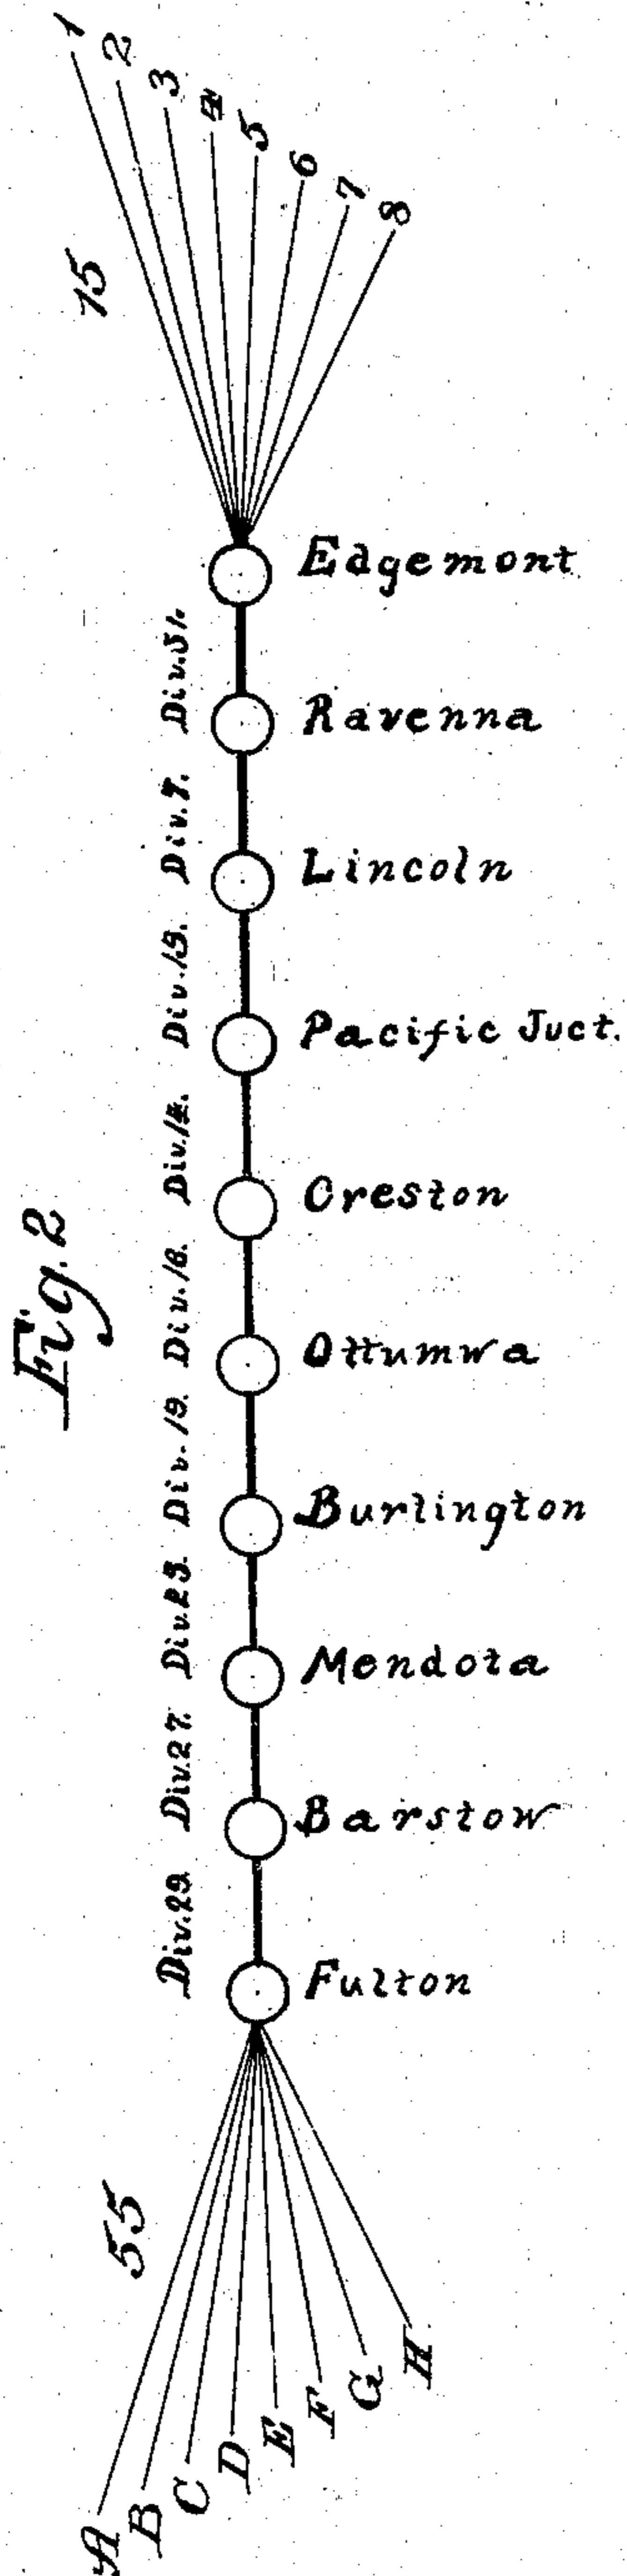 1
2
3
4
5
6
7
8
15
Edgemont
Div.51.
Ravenna
Div.7.
Lincoln
Div.13.
Pacific Juct.
Div.14.
Creston
Div.16.
Fig. 2
Ottumwa
Div.19.
Burlington
Div.23.
Mendota
Div.27.
Barstow
Div.29.
Fulton
55
A
B
C
D
E
F
G
H